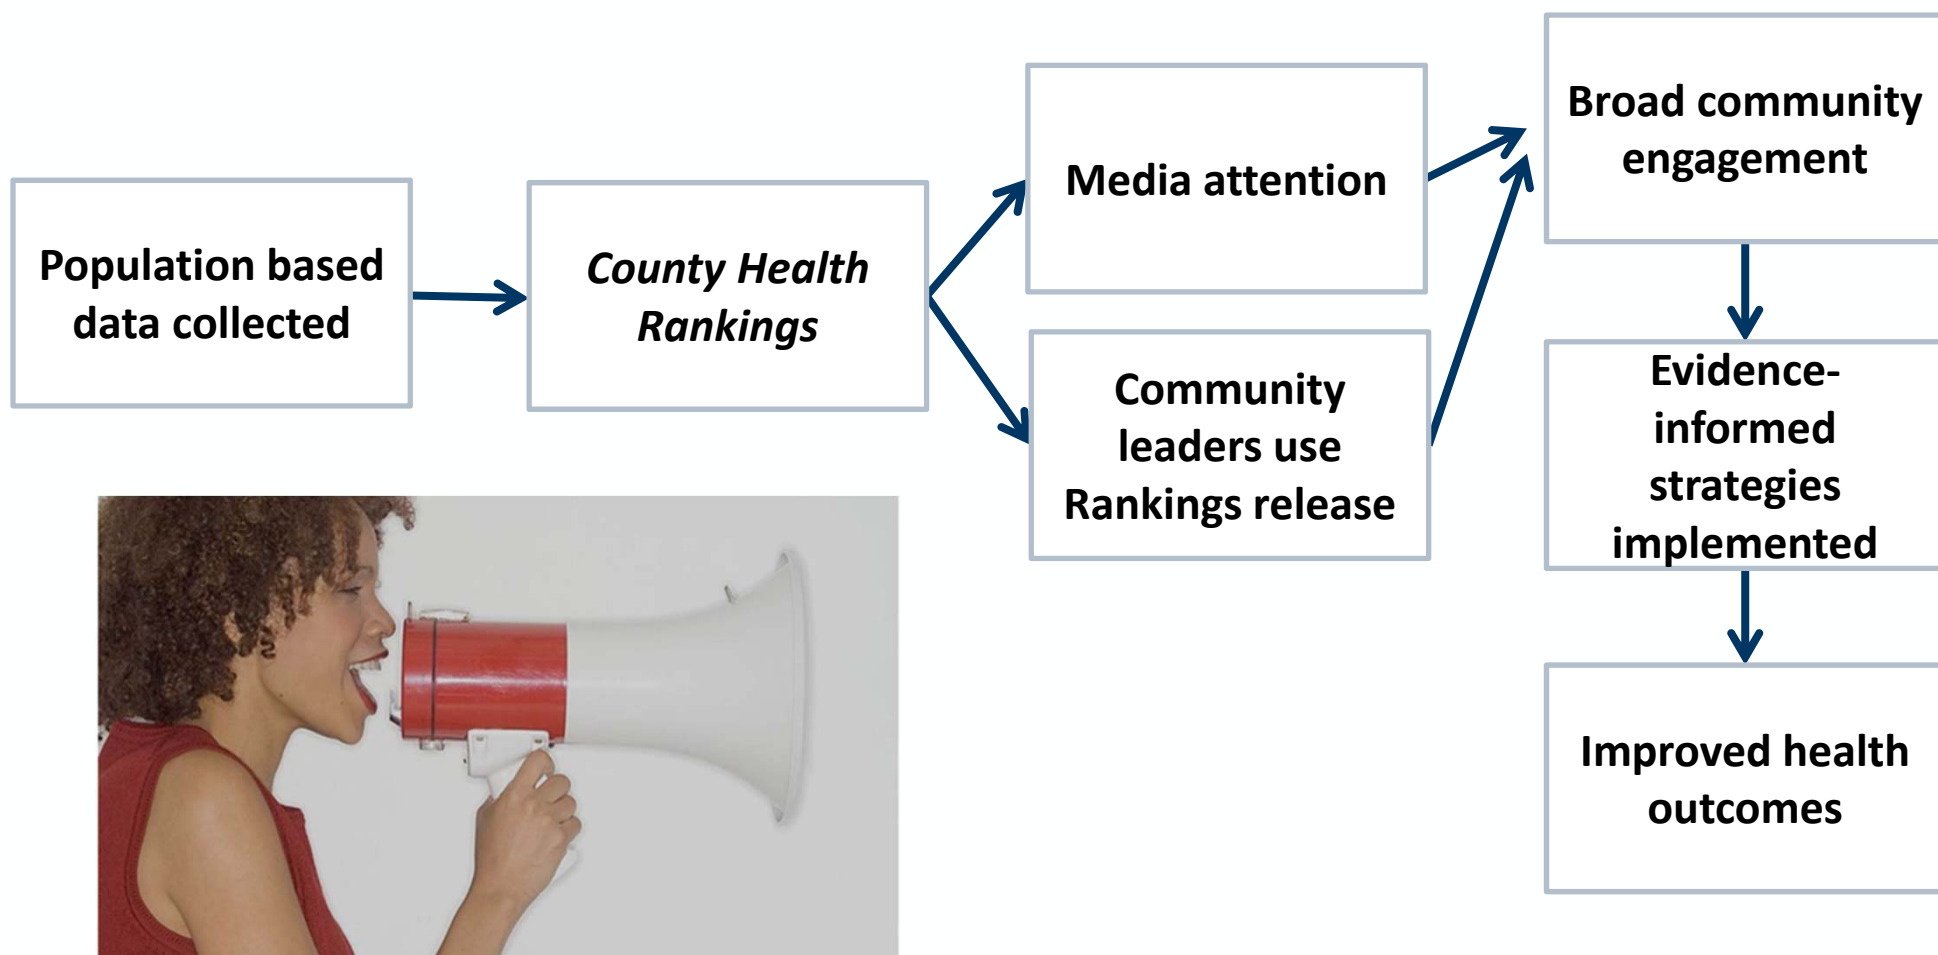 Population based
data collected
County Health
Rankings
Media attention
Community
leaders use
Rankings release
Broad community
engagement
Evidence-
informed
strategies
implemented
Improved health
outcomes